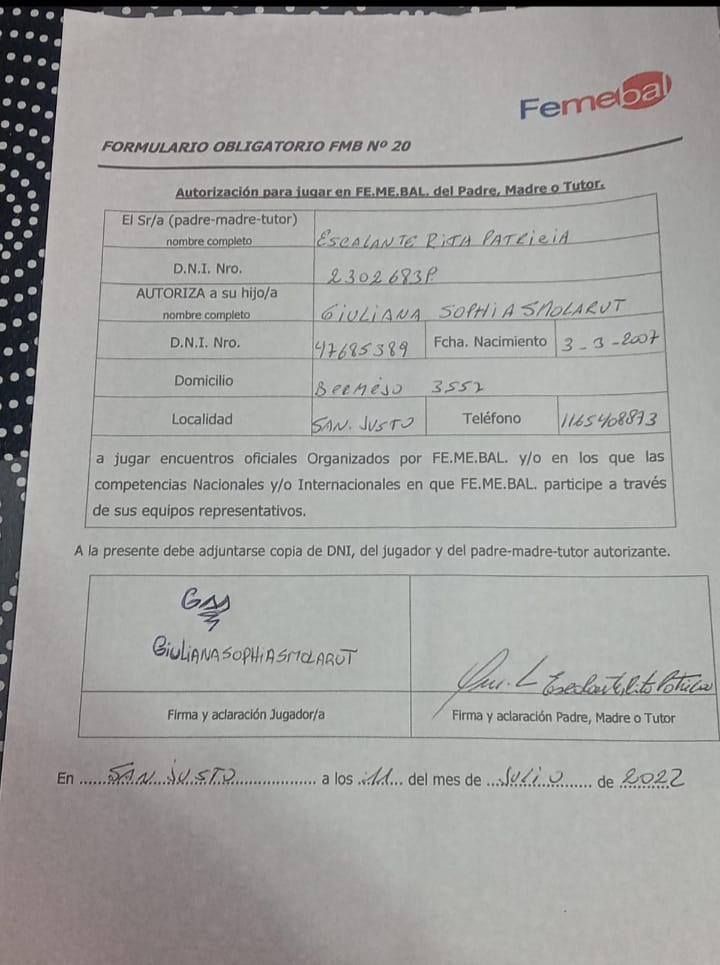 Femebal
FORMULARIO OBLIGATORIO FMB Nº 20
Autorización para jugar en FE.ME.BAL. del Padre, Madre o Tutor.
El Sr/a (padre-madre-tutor)
nombre completo ESCALANTE RITA PATRICIA
D.N.I. Nro.
AUTORIZA a su hijo/a
nombre completo GIULIANA SOPHIA SMOLARUT
D.N.I. Nro. 47685389 Fcha. Nacimiento 3-3-2007
Domicilio BERMEJO 3552
Localidad SAN. JUSTO Teléfono 1165408873
a jugar encuentros oficiales Organizados por FE.ME.BAL. y/o en los que las
competencias Nacionales y/o Internacionales en que FE.ME.BAL. participe a través
de sus equipos representativos.
A la presente debe adjuntarse copia de DNI, del jugador y del padre-madre-tutor autorizante.
GIULIANA SOPHIA SMOLARUT
Firma y aclaración Jugador/a
Escalante Rita Patricia
Firma y aclaración Padre, Madre o Tutor
En SAN JUSTO a los 11 del mes de JULIO de 2022